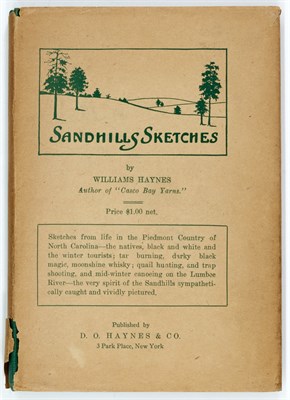 SANDHILLS SKETCHES
by
WILLIAMS HAYNES
Author of "Casco Bay Yarns."
Price $1.00 net.
Sketches from life in the Piedmont Country of
North Carolina—the natives, black and white and
the winter tourists; tar burning, dusky black
magic, moonshine whisky; quail hunting, and trap
shooting, and mid-winter canoeing on the Lumbee
River—the very spirit of the Sandhills sympatheti-
cally caught and vividly pictured.
Published by
D. O. HAYNES & CO.
3 Park Place, New York